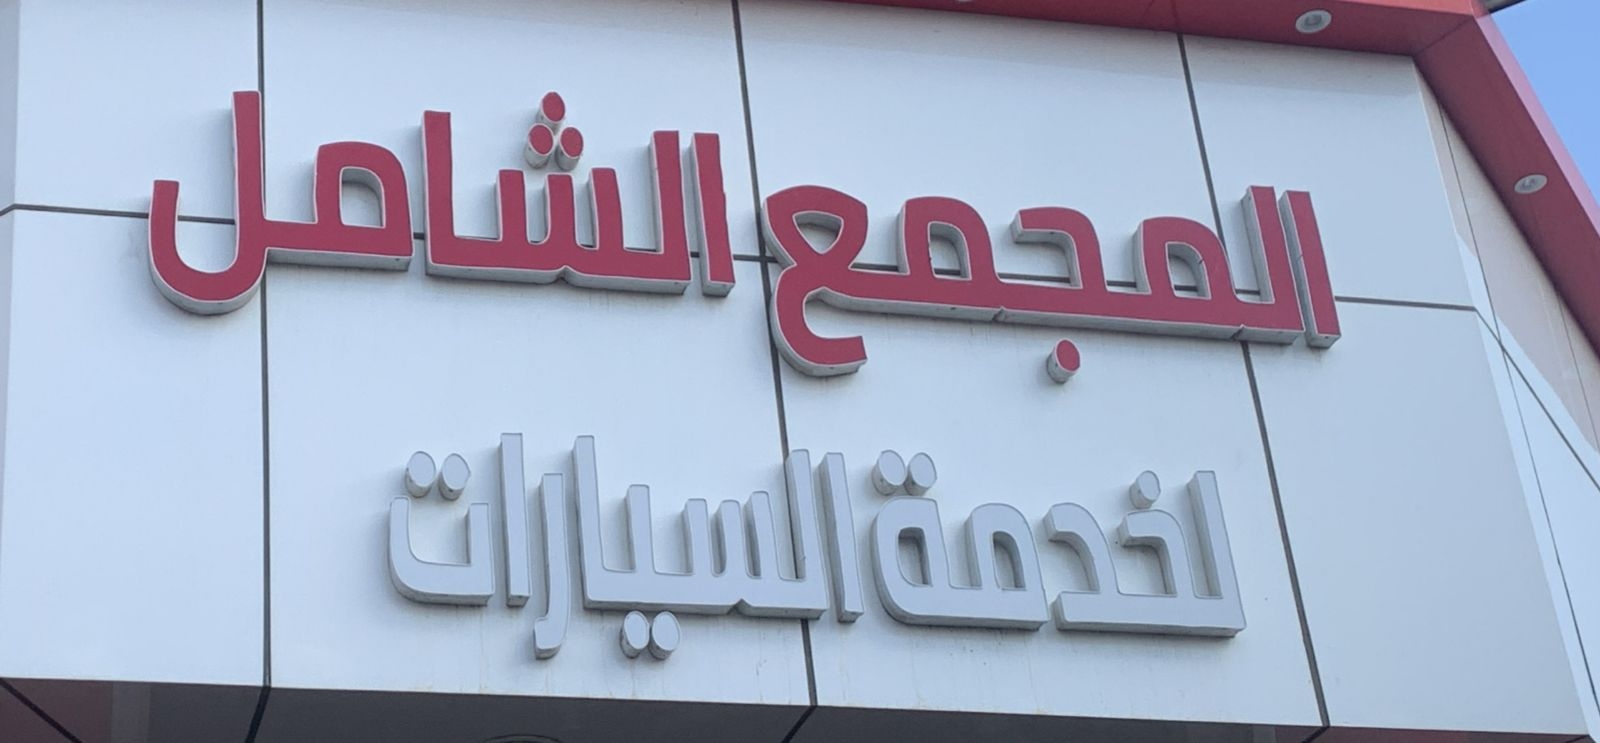 المجمع الشامل
لخدمة السيارات